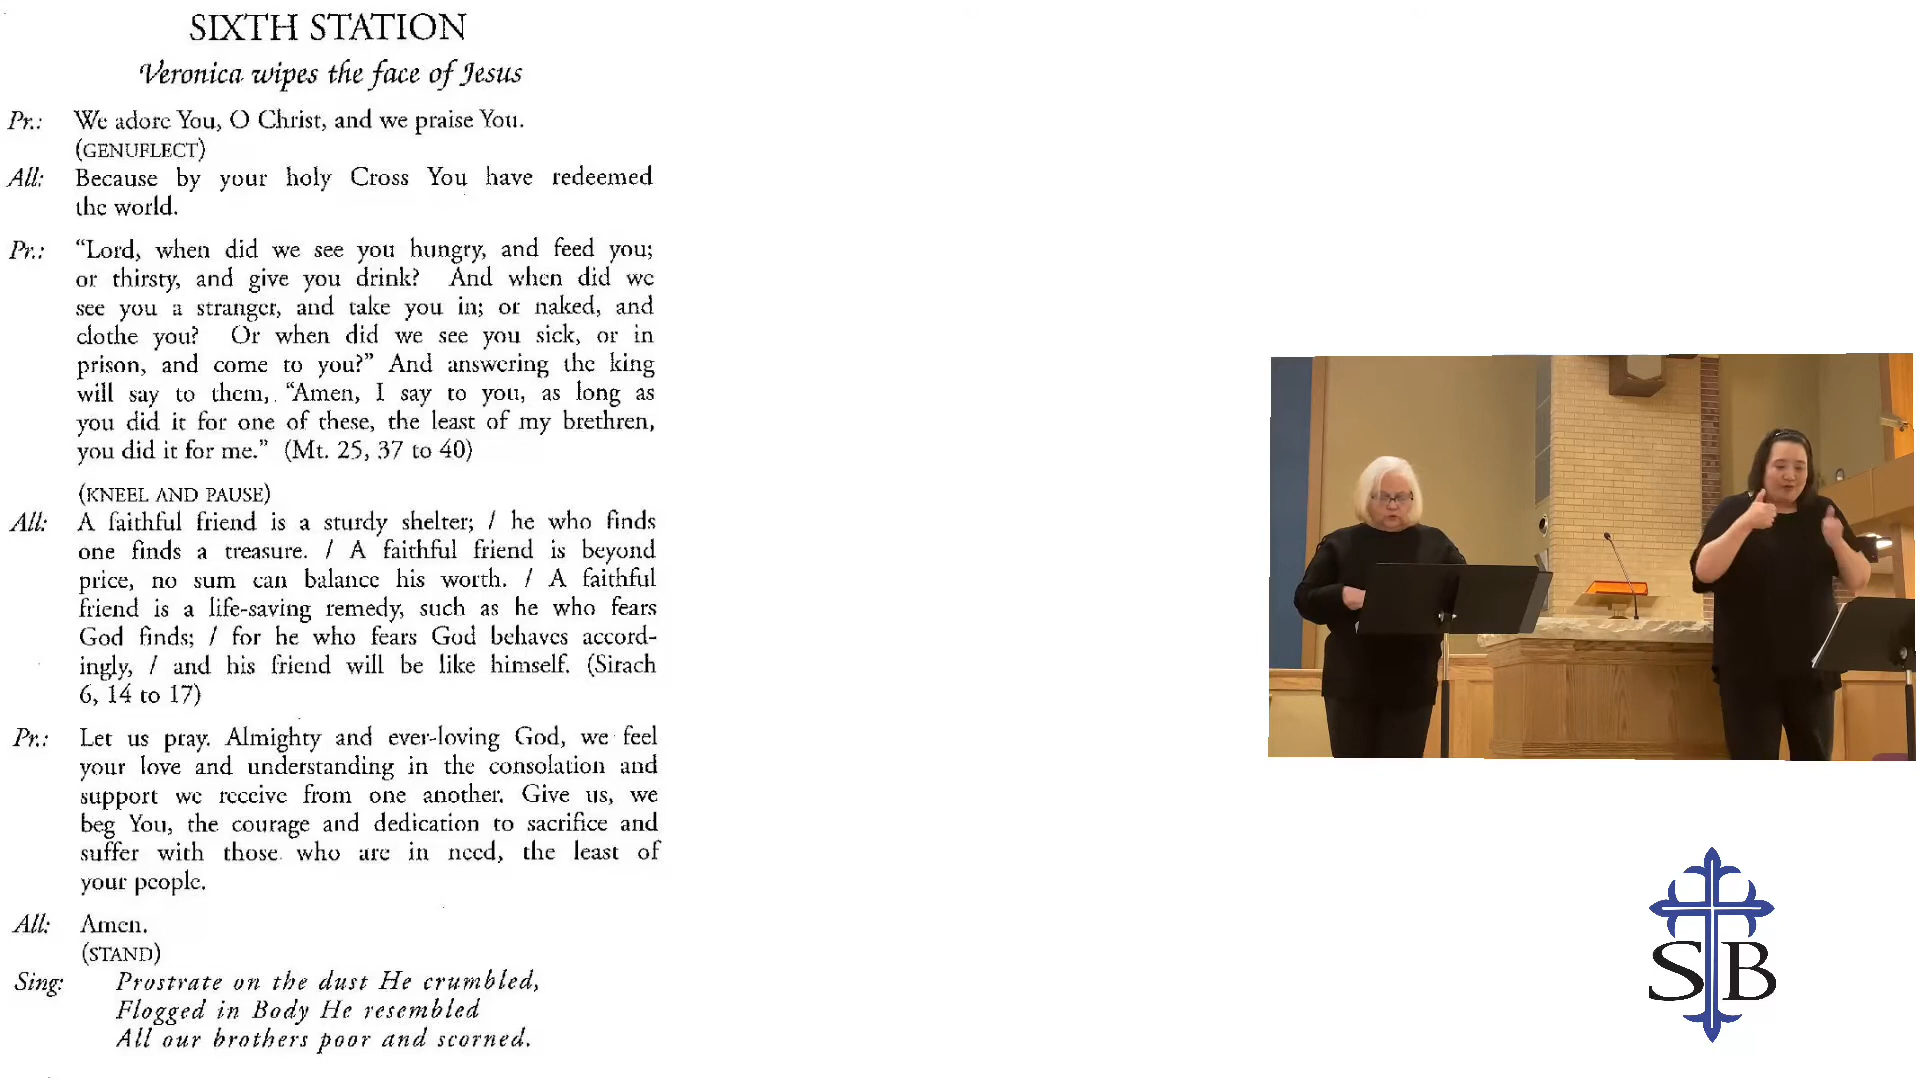 SIXTH STATION
Veronica wipes the face of Jesus
Pr.: We adore You, O Christ, and we praise You.
(GENUFLECT)
All: Because by your holy Cross You have redeemed
the world.
Pr.: “Lord, when did we see you hungry, and feed you;
or thirsty, and give you drink? And when did we
see you a stranger, and take you in; or naked, and
clothe you? Or when did we see you sick, or in
prison, and come to you?” And answering the king
will say to them, “Amen, I say to you, as long as
you did it for one of these, the least of my brethren,
you did it for me.” (Mt. 25, 37 to 40)
(KNEEL AND PAUSE)
All: A faithful friend is a sturdy shelter; / he who finds
one finds a treasure. / A faithful friend is beyond
price, no sum can balance his worth. / A faithful
friend is a life-saving remedy, such as he who fears
God finds; / for he who fears God behaves accord-
ingly, / and his friend will be like himself. (Sirach
6, 14 to 17)
Pr.: Let us pray. Almighty and ever-loving God, we feel
your love and understanding in the consolation and
support we receive from one another. Give us, we
beg You, the courage and dedication to sacrifice and
suffer with those who are in need, the least of
your people.
All: Amen.
(STAND)
Sing: Prostrate on the dust He crumbled,
Flogged in Body He resembled
All our brothers poor and scorned.
SB